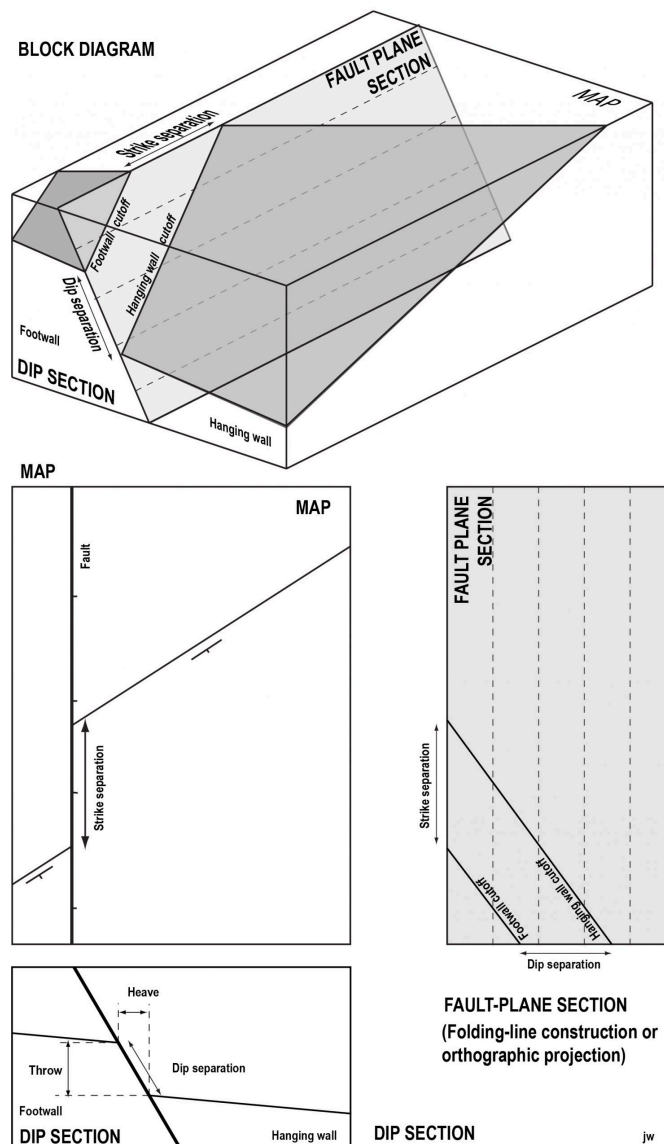 BLOCK DIAGRAM
FAULT PLANE
SECTION
MAP
Strike separation
Footwall cutoff
Hanging wall cutoff
Dip separation
Footwall
DIP SECTION
Hanging wall
MAP
MAP
Fault
Strike separation
FAULT PLANE
SECTION
Strike separation
Footwall cutoff
Hanging wall cutoff
Dip separation
Heave
Throw
Dip separation
Footwall
DIP SECTION
Hanging wall
FAULT-PLANE SECTION
(Folding-line construction or
orthographic projection)
DIP SECTION
jw